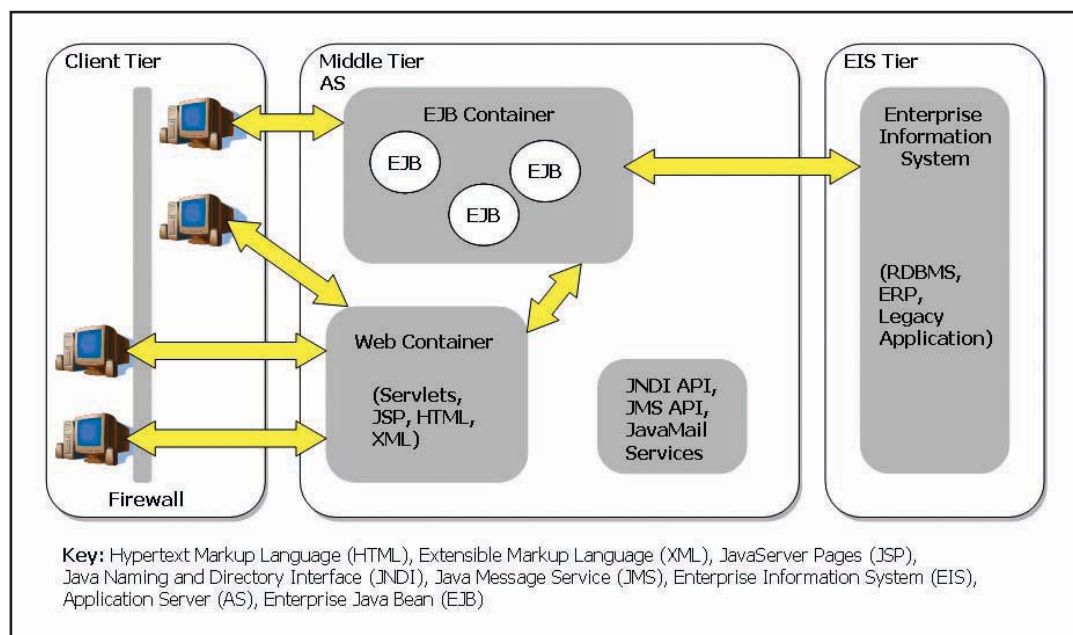 Client Tier
Firewall
Middle Tier
AS
EJB Container
EJB
EJB
EJB
Web Container
(Servlets,
JSP, HTML,
XML)
JNDI API,
JMS API,
JavaMail
Services
EIS Tier
Enterprise
Information
System
(RDBMS,
ERP,
Legacy
Application)
Key: Hypertext Markup Language (HTML), Extensible Markup Language (XML), JavaServer Pages (JSP),
Java Naming and Directory Interface (JNDI), Java Message Service (JMS), Enterprise Information System (EIS),
Application Server (AS), Enterprise Java Bean (EJB)